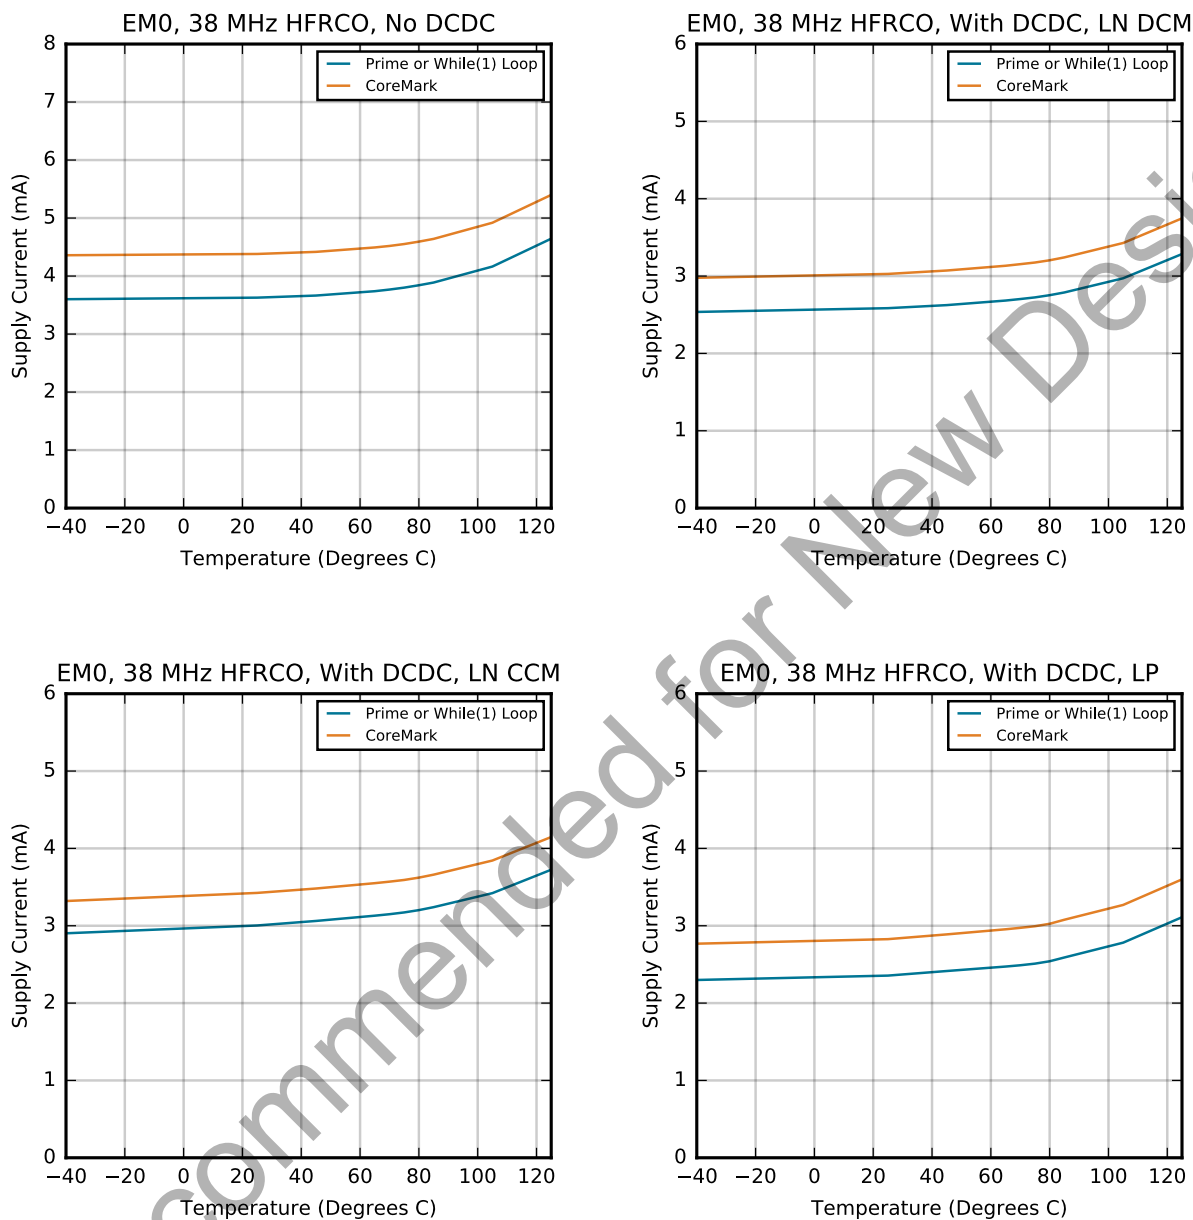 EM0, 38 MHz HFRCO, No DCDC
8
7
6
5
4
3
2
1
0
Supply Current (mA)
Prime or While(1) Loop
CoreMark
−40 −20 0 20 40 60 80 100 120
Temperature (Degrees C)
EM0, 38 MHz HFRCO, With DCDC, LN DCM
6
5
4
3
2
1
0
Supply Current (mA)
Prime or While(1) Loop
CoreMark
−40 −20 0 20 40 60 80 100 120
Temperature (Degrees C)
EM0, 38 MHz HFRCO, With DCDC, LN CCM
6
5
4
3
2
1
0
Supply Current (mA)
Prime or While(1) Loop
CoreMark
−40 −20 0 20 40 60 80 100 120
Temperature (Degrees C)
EM0, 38 MHz HFRCO, With DCDC, LP
6
5
4
3
2
1
0
Supply Current (mA)
Prime or While(1) Loop
CoreMark
−40 −20 0 20 40 60 80 100 120
Temperature (Degrees C)
commended for New Desi